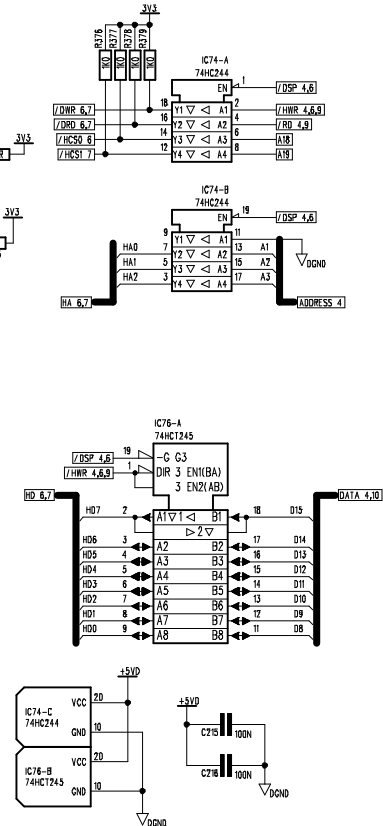 3V3
R376 R377 R378 R379
1K0 1K0 1K0 1K0
IC74-A
74HC244
EN 1 /DSP 4,6
/DWR 6,7 18 Y1 A1 2 /HWR 4,6,9
/DRD 6,7 16 Y2 A2 4 /RD 4,9
/HCS0 6 14 Y3 A3 6 A18
/HCS1 7 12 Y4 A4 8 A19
3V3
R
3V3
IC74-B
74HC244
EN 19 /DSP 4,6
9 Y1 A1 11
HA0 7 Y2 A2 13 A1
HA1 5 Y3 A3 15 A2
HA2 3 Y4 A4 17 A3
DGND
HA 6,7 ADDRESS 4
IC76-A
74HCT245
/DSP 4,6 19 -G G3
/HWR 4,6,9 1 DIR 3 EN1(BA)
3 EN2(AB)
HD 6,7 DATA 4,10
HD7 2 A1 1 B1 18 D15
2
HD6 3 A2 B2 17 D14
HD5 4 A3 B3 16 D13
HD4 5 A4 B4 15 D12
HD3 6 A5 B5 14 D11
HD2 7 A6 B6 13 D10
HD1 8 A7 B7 12 D9
HD0 9 A8 B8 11 D8
+5VD
IC74-C
74HC244
VCC 20
GND 10
IC76-B
74HCT245
VCC 20
GND 10
DGND
+5VD
C215 100N
C216 100N
DGND